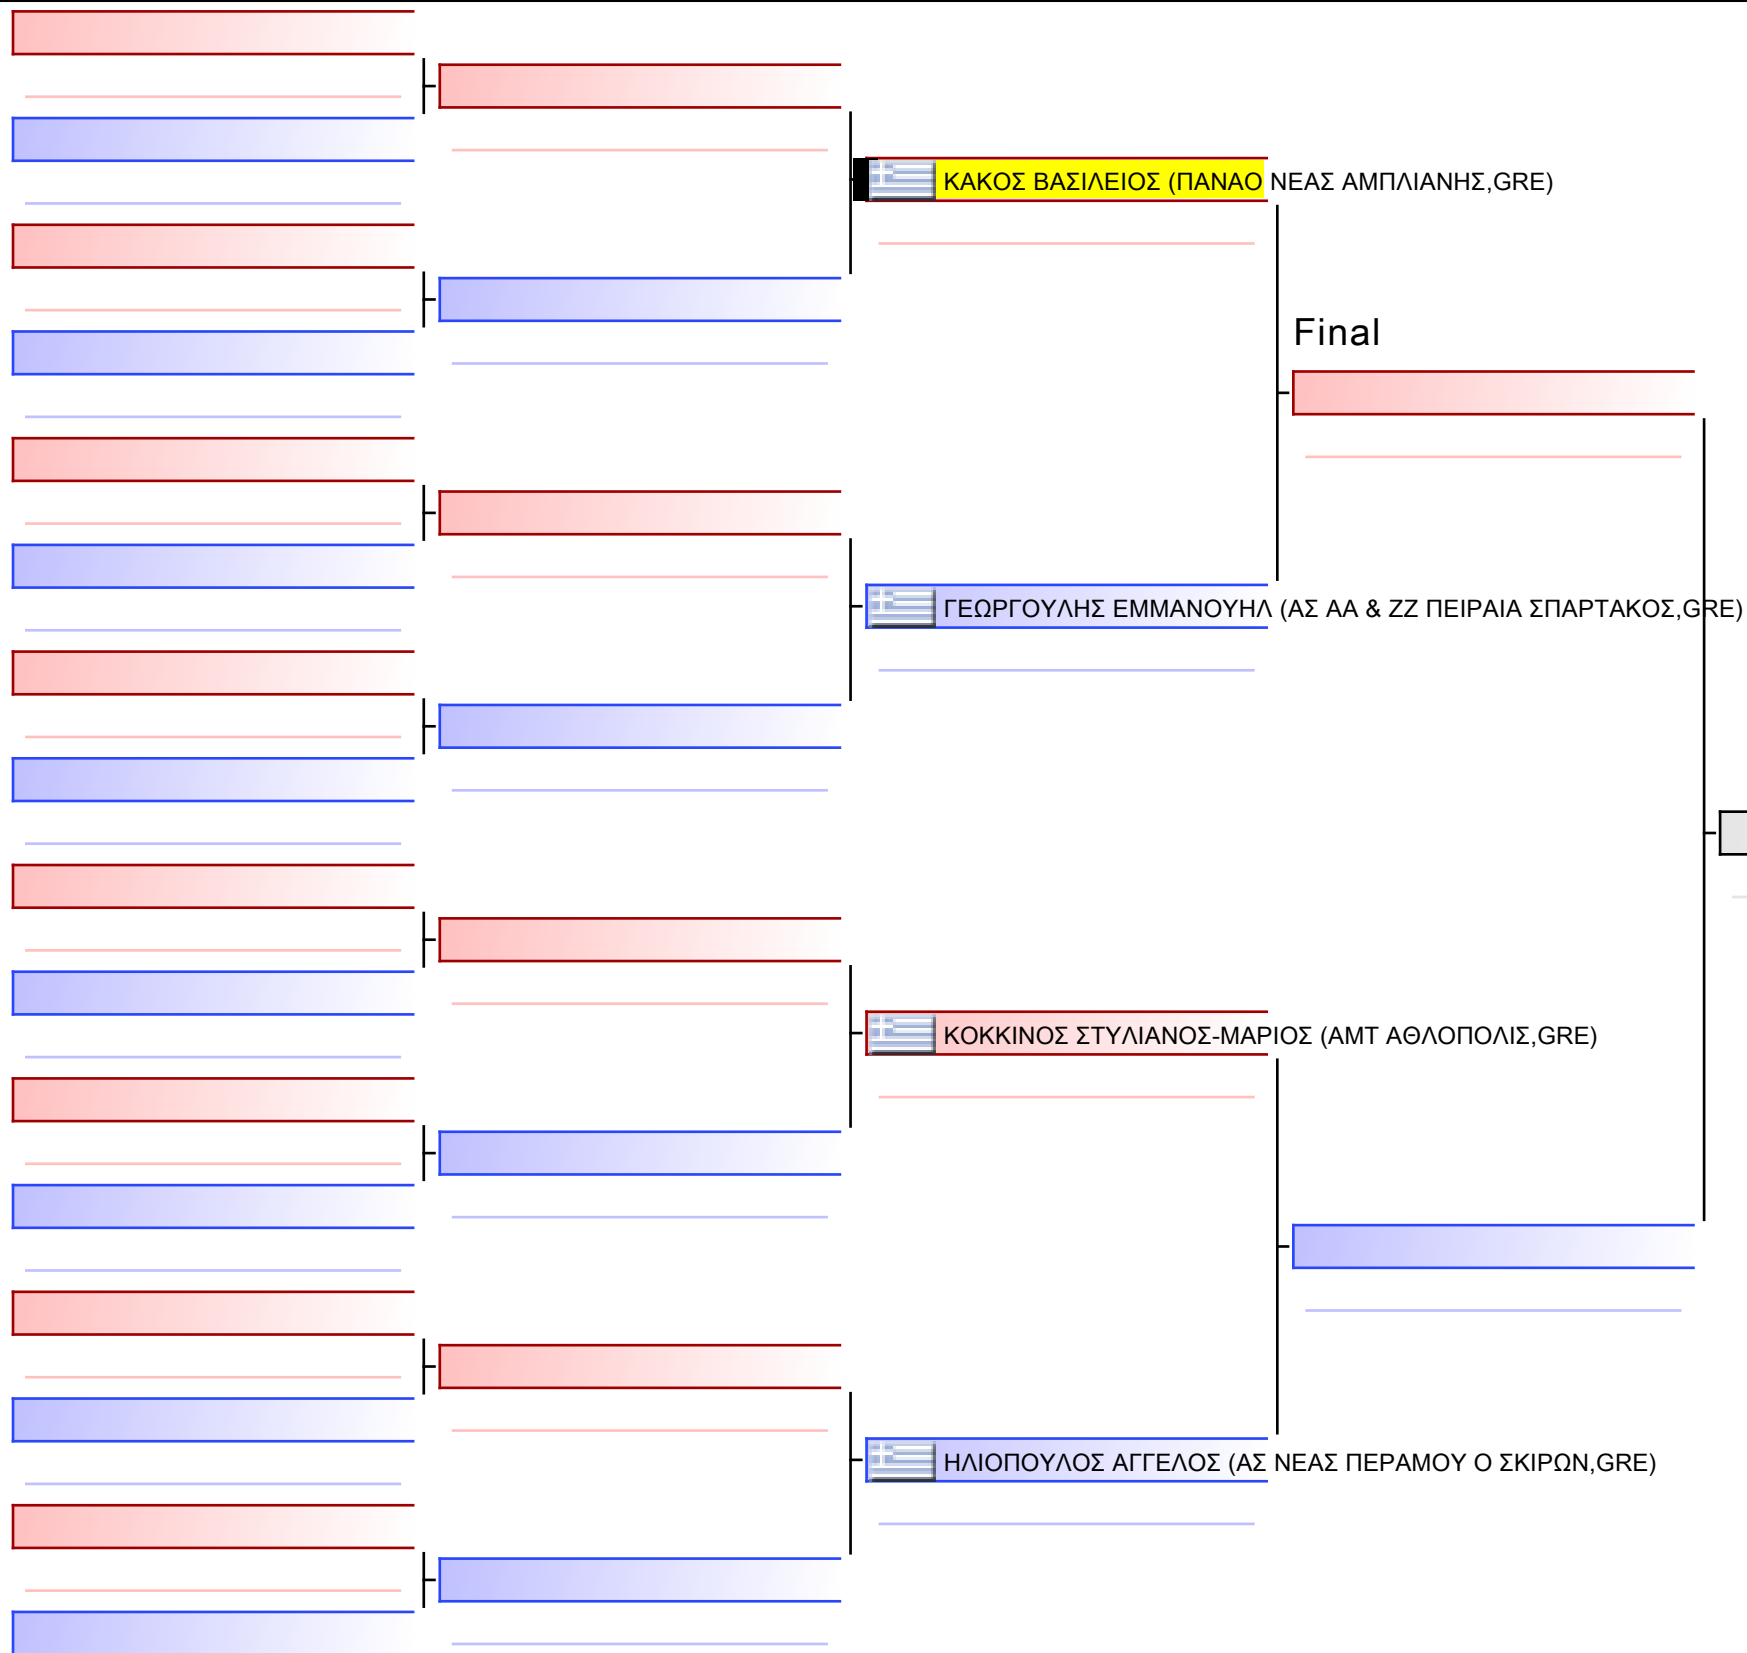 ΚΑΚΟΣ ΒΑΣΙΛΕΙΟΣ (ΠΑΝΑΟ ΝΕΑΣ ΑΜΠΛΙΑΝΗΣ,GRE)
Final
ΓΕΩΡΓΟΥΛΗΣ ΕΜΜΑΝΟΥΗΛ (ΑΣ ΑΑ & ΖΖ ΠΕΙΡΑΙΑ ΣΠΑΡΤΑΚΟΣ,GRE)
ΚΟΚΚΙΝΟΣ ΣΤΥΛΙΑΝΟΣ-ΜΑΡΙΟΣ (ΑΜΤ ΑΘΛΟΠΟΛΙΣ,GRE)
ΗΛΙΟΠΟΥΛΟΣ ΑΓΓΕΛΟΣ (ΑΣ ΝΕΑΣ ΠΕΡΑΜΟΥ Ο ΣΚΙΡΩΝ,GRE)